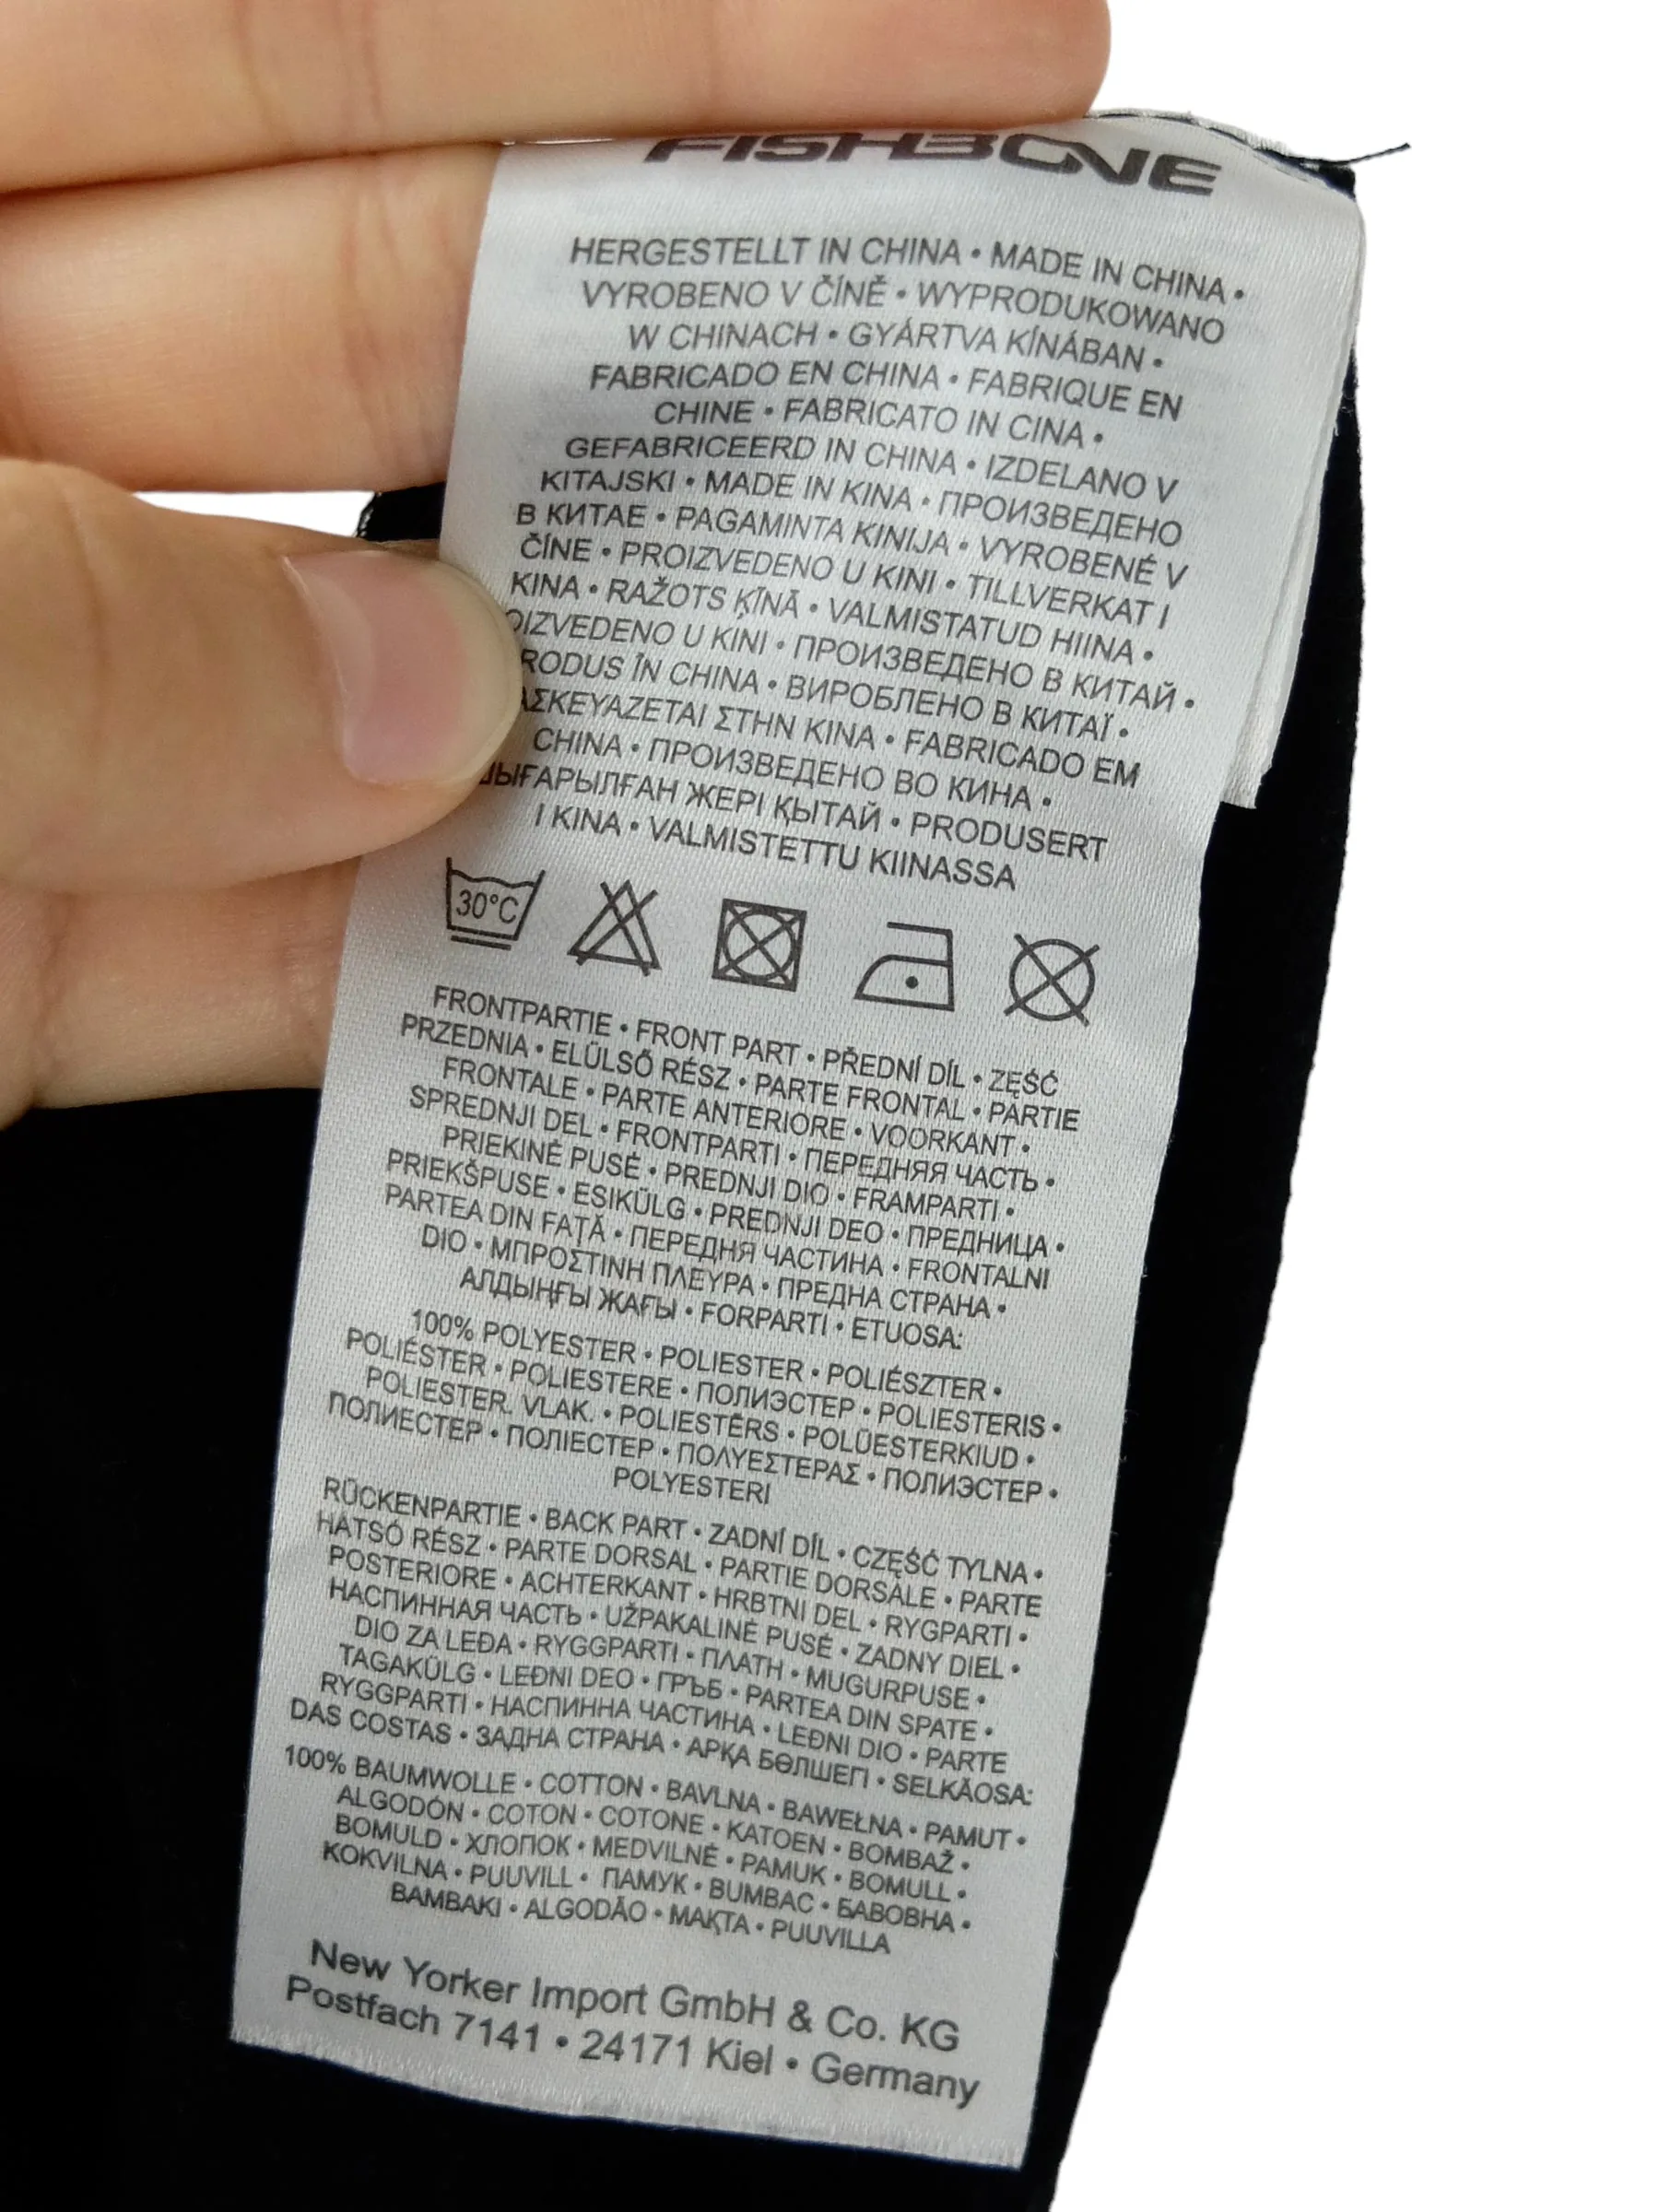 FISHBONE
HERGESTELLT IN CHINA • MADE IN CHINA •
VYROBENO V ČÍNĚ • WYPRODUKOWANO
W CHINACH • GYÁRTVA KÍNÁBAN •
FABRICADO EN CHINA • FABRIQUE EN
CHINE • FABRICATO IN CINA •
GEFABRICEERD IN CHINA • IZDELANO V
KITAJSKI • MADE IN KINA • ПРОИЗВЕДЕНО
В КИТАЕ • PAGAMINTA KINIJA • VYROBENÉ V
ČÍNE • PROIZVEDENO U KINI • TILLVERKAT I
KINA • RAŽOTS ĶĪNĀ • VALMISTATUD HIINA •
OIZVEDENO U KINI • ПРОИЗВЕДЕНО В КИТАЙ •
RODUS ÎN CHINA • ВИРОБЛЕНО В КИТАЇ •
ΑΣΚΕΥΑΖΕΤΑΙ ΣΤΗΝ ΚΙΝΑ • FABRICADO EM
CHINA • ПРОИЗВЕДЕНО ВО КИНА •
ЫҒАРЫЛҒАН ЖЕРІ ҚЫТАЙ • PRODUSERT
I KINA • VALMISTETTU KIINASSA
30°C
FRONTPARTIE • FRONT PART • PŘEDNÍ DÍL • ZĘŚĆ
PRZEDNIA • ELÜLSŐ RÉSZ • PARTE FRONTAL • PARTIE
FRONTALE • PARTE ANTERIORE • VOORKANT •
SPREDNJI DEL • FRONTPARTI • ПЕРЕДНЯЯ ЧАСТЬ •
PRIEKINĖ PUSĖ • PREDNJI DIO • FRAMPARTI •
PRIEKŠPUSE • ESIKÜLG • PREDNJI DEO • ПРЕДНИЦА •
PARTEA DIN FAȚĂ • ПЕРЕДНЯ ЧАСТИНА • FRONTALNI
DIO • ΜΠΡΟΣΤΙΝΗ ΠΛΕΥΡΑ • ПРЕДНА СТРАНА •
АЛДЫҢҒЫ ЖАҒЫ • FORPARTI • ETUOSA:
100% POLYESTER • POLIESTER • POLIÉSZTER •
POLIÉSTER • POLIESTERE • ПОЛИЭСТЕР • POLIESTERIS •
POLIESTER. VLAK. • POLIESTĒRS • POLÜESTERKIUD •
ПОЛИЕСТЕР • ПОЛІЕСТЕР • ΠΟΛΥΕΣΤΕΡΑΣ • ПОЛИЭСТЕР •
POLYESTERI
RÜCKENPARTIE • BACK PART • ZADNÍ DÍL • CZĘŚĆ TYLNA •
HÁTSÓ RÉSZ • PARTE DORSAL • PARTIE DORSALE • PARTE
POSTERIORE • ACHTERKANT • HRBTNI DEL • RYGPARTI •
НАСПИННАЯ ЧАСТЬ • UŽPAKALINĖ PUSĖ • ZADNÝ DIEL •
DIO ZA LEĐA • RYGGPARTI • ΠΛΑΤΗ • MUGURPUSE •
TAGAKÜLG • LEĐNI DEO • ГРЪБ • PARTEA DIN SPATE •
RYGGPARTI • НАСПИННА ЧАСТИНА • LEĐNI DIO • PARTE
DAS COSTAS • ЗАДНА СТРАНА • АРҚА БӨЛШЕГІ • SELKÄOSA:
100% BAUMWOLLE • COTTON • BAVLNA • BAWEŁNA • PAMUT •
ALGODÓN • COTON • COTONE • KATOEN • BOMBAŽ •
BOMULD • ХЛОПОК • MEDVILNĖ • PAMUK • BOMULL •
KOKVILNA • PUUVILL • ПАМУК • BUMBAC • БАВОВНА •
BAMBAKI • ALGODÃO • МАҚТА • PUUVILLA
New Yorker Import GmbH & Co. KG
Postfach 7141 • 24171 Kiel • Germany